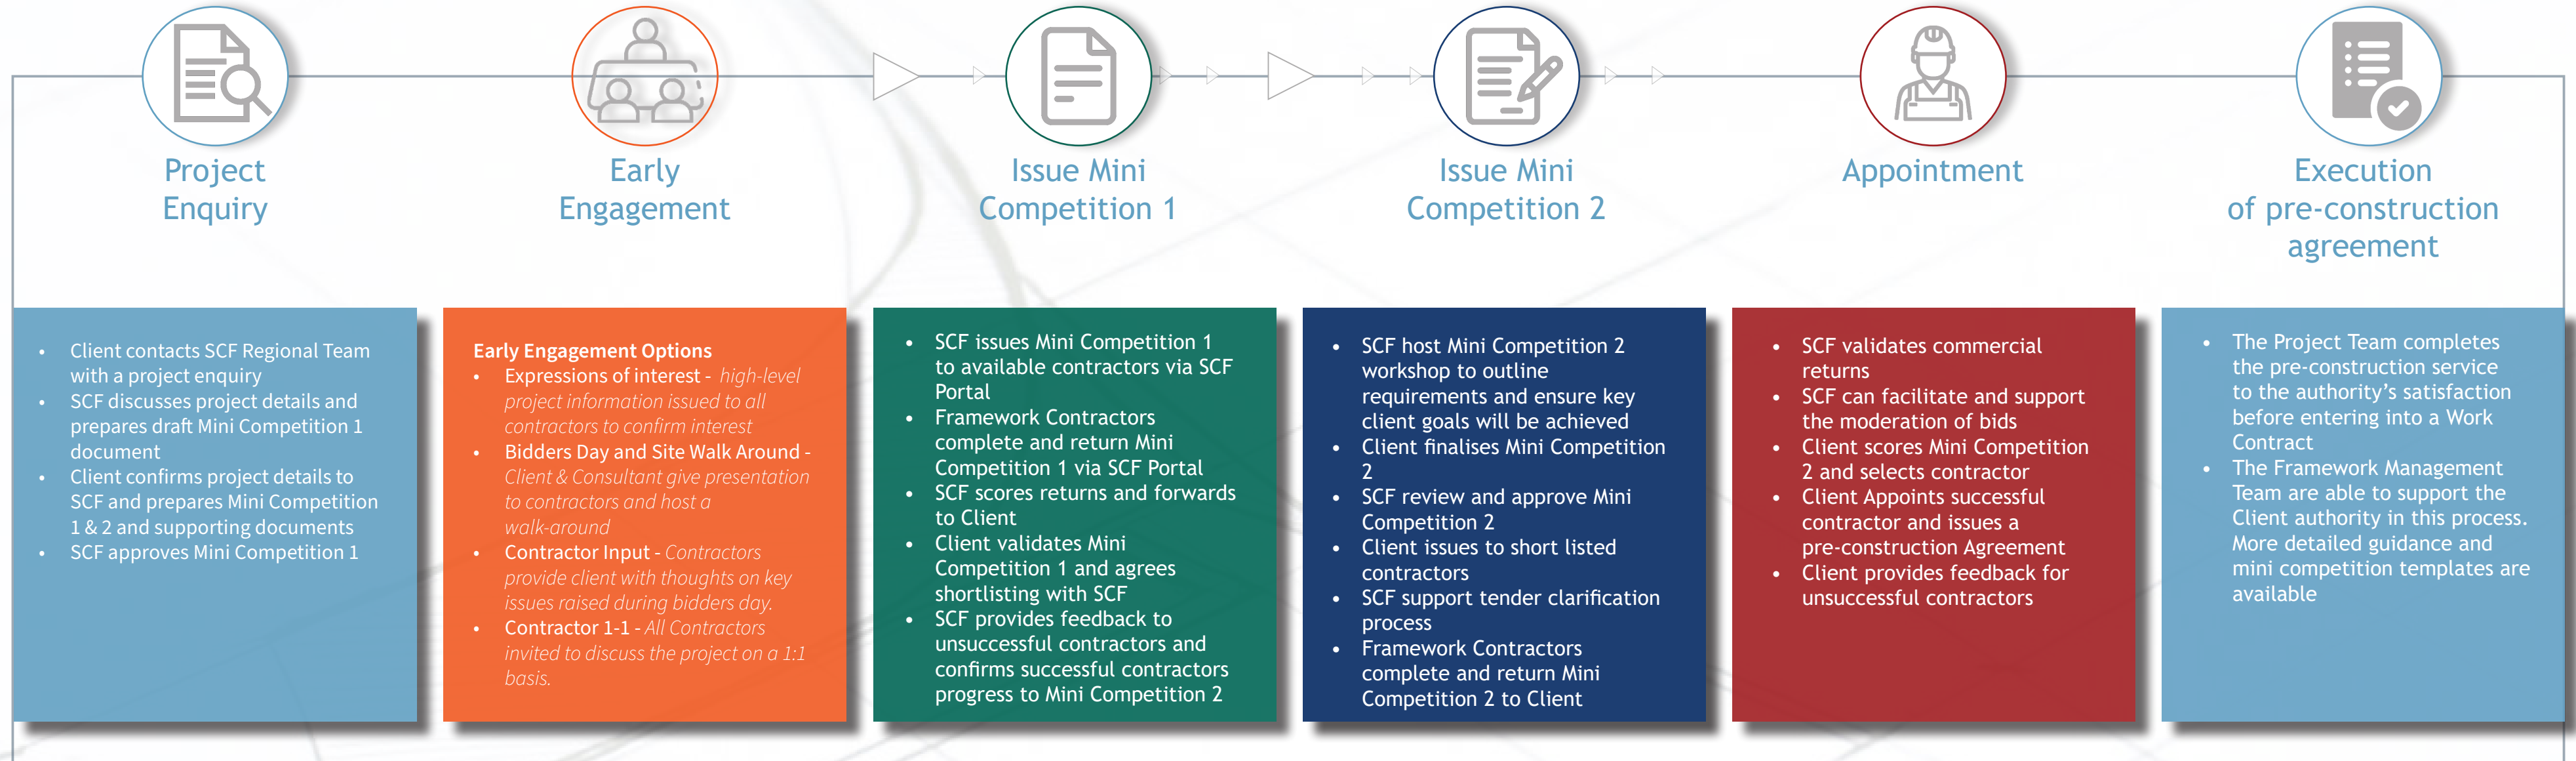 Project
Enquiry
Early
Engagement
Issue Mini
Competition 1
Issue Mini
Competition 2
Appointment
Execution
of pre-construction
agreement
• Client contacts SCF Regional Team
with a project enquiry
• SCF discusses project details and
prepares draft Mini Competition 1
document
• Client confirms project details to
SCF and prepares Mini Competition
1 & 2 and supporting documents
• SCF approves Mini Competition 1
Early Engagement Options
• Expressions of interest - high-level
project information issued to all
contractors to confirm interest
• Bidders Day and Site Walk Around -
Client & Consultant give presentation
to contractors and host a
walk-around
• Contractor Input - Contractors
provide client with thoughts on key
issues raised during bidders day.
• Contractor 1-1 - All Contractors
invited to discuss the project on a 1:1
basis.
• SCF issues Mini Competition 1
to available contractors via SCF
Portal
• Framework Contractors
complete and return Mini
Competition 1 via SCF Portal
• SCF scores returns and forwards
to Client
• Client validates Mini
Competition 1 and agrees
shortlisting with SCF
• SCF provides feedback to
unsuccessful contractors and
confirms successful contractors
progress to Mini Competition 2
• SCF host Mini Competition 2
workshop to outline
requirements and ensure key
client goals will be achieved
• Client finalises Mini Competition
2
• SCF review and approve Mini
Competition 2
• Client issues to short listed
contractors
• SCF support tender clarification
process
• Framework Contractors
complete and return Mini
Competition 2 to Client
• SCF validates commercial
returns
• SCF can facilitate and support
the moderation of bids
• Client scores Mini Competition
2 and selects contractor
• Client Appoints successful
contractor and issues a
pre-construction Agreement
• Client provides feedback for
unsuccessful contractors
• The Project Team completes
the pre-construction service
to the authority's satisfaction
before entering into a Work
Contract
• The Framework Management
Team are able to support the
Client authority in this process.
More detailed guidance and
mini competition templates are
available